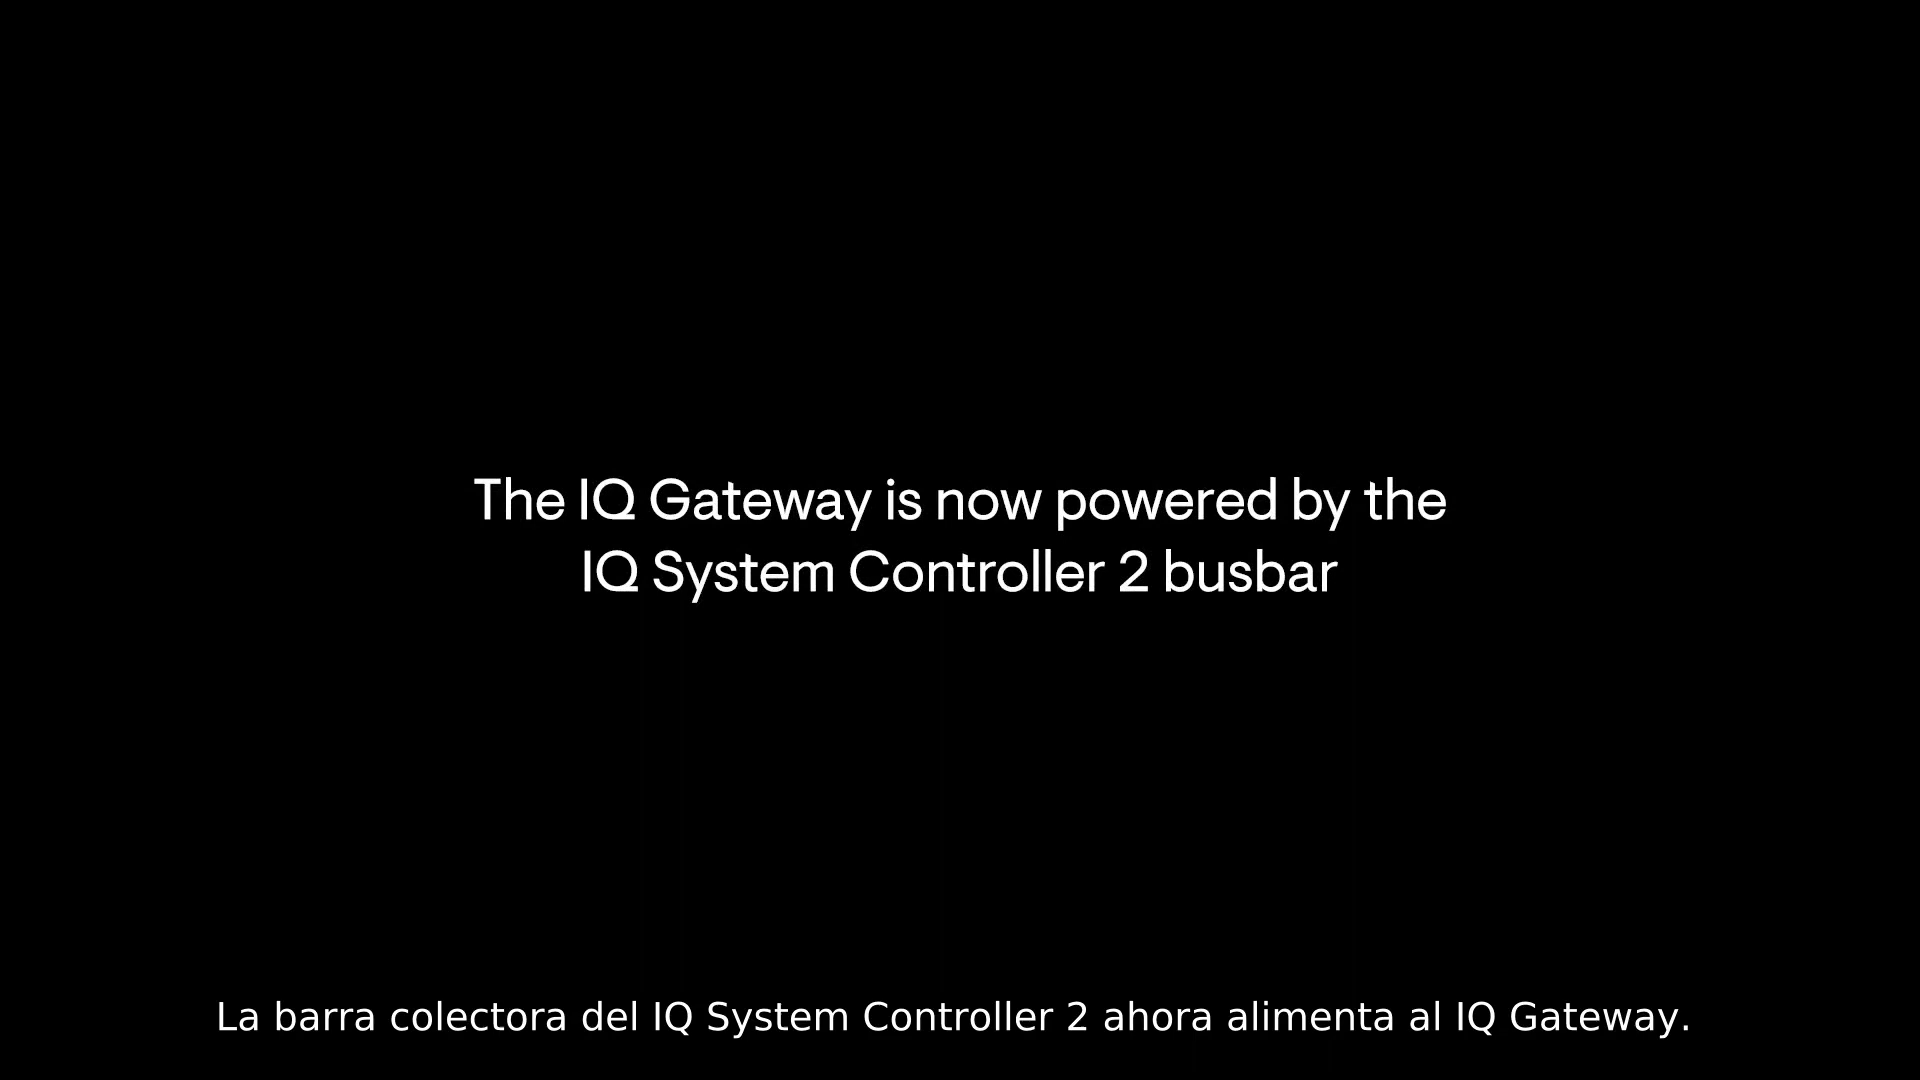 The IQ Gateway is now powered by the
IQ System Controller 2 busbar
La barra colectora del IQ System Controller 2 ahora alimenta al IQ Gateway.